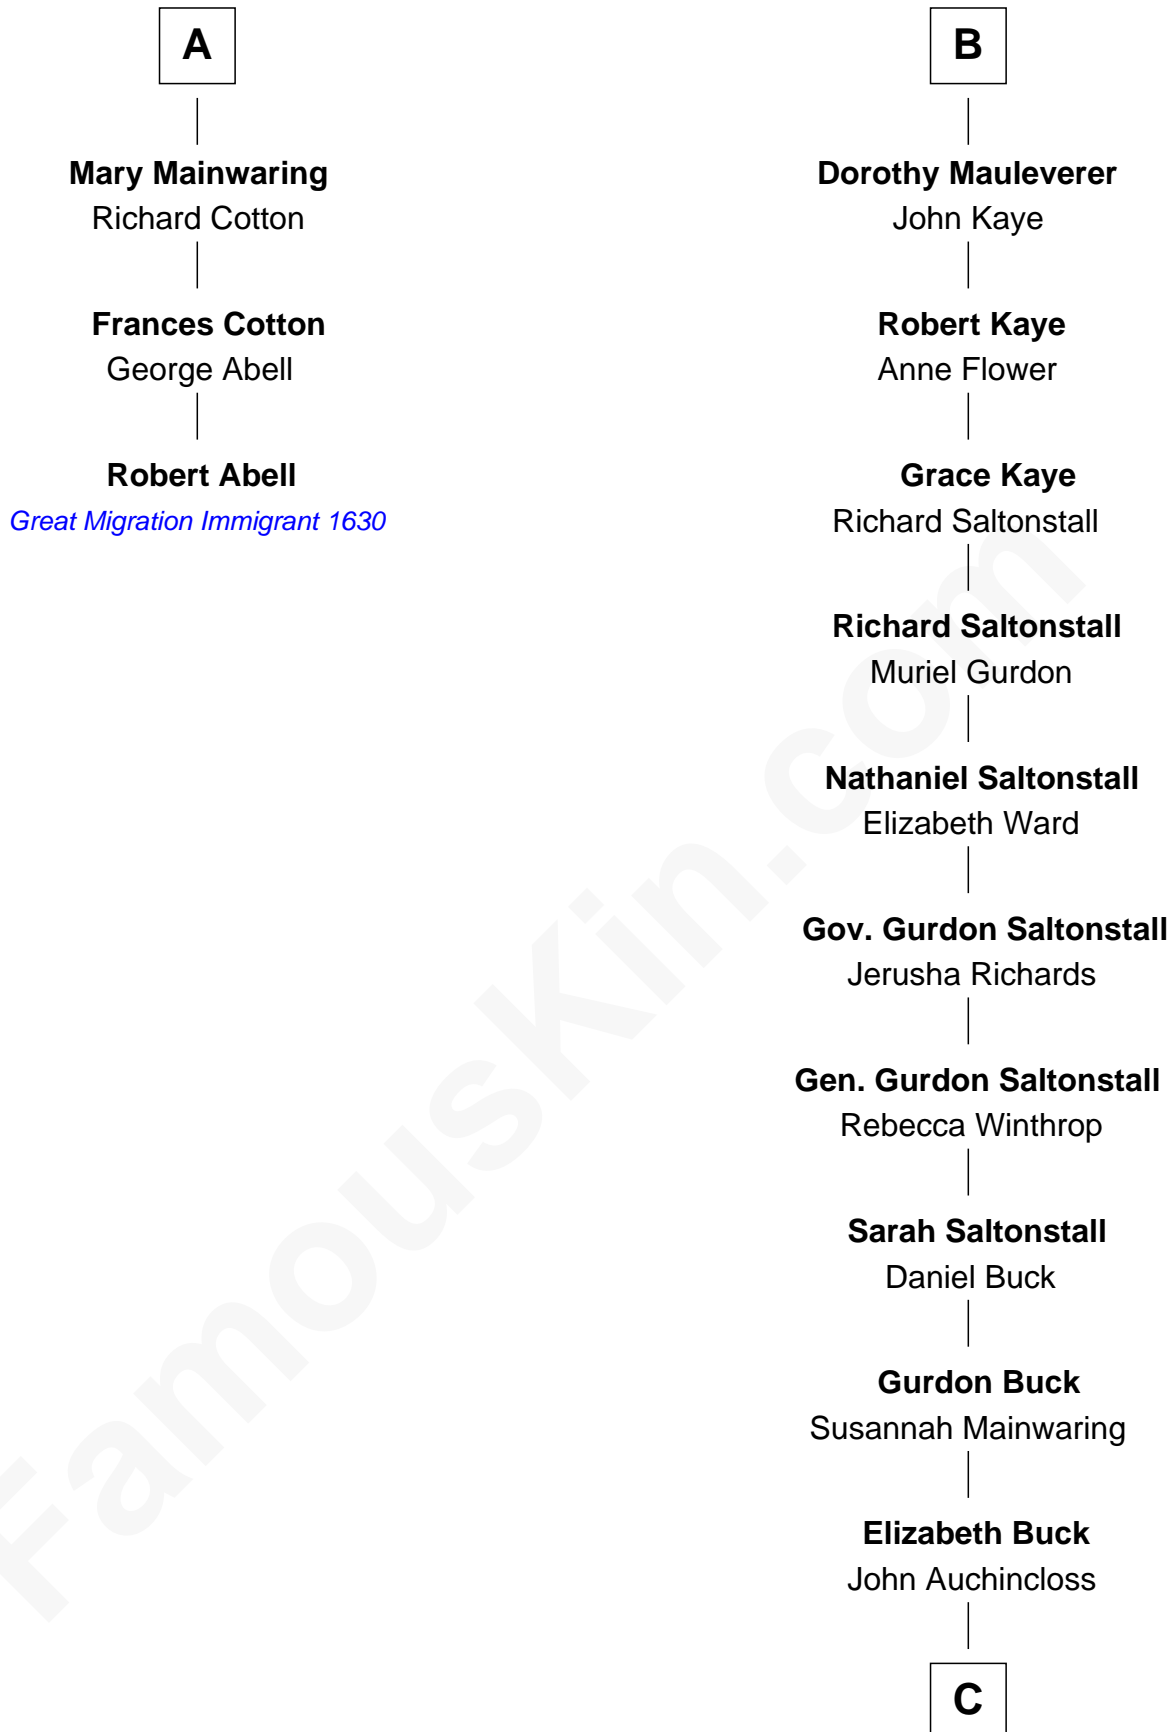 A
Mary Mainwaring
Richard Cotton
Frances Cotton
George Abell
Robert Abell
Great Migration Immigrant 1630
B
Dorothy Mauleverer
John Kaye
Robert Kaye
Anne Flower
Grace Kaye
Richard Saltonstall
Richard Saltonstall
Muriel Gurdon
Nathaniel Saltonstall
Elizabeth Ward
Gov. Gurdon Saltonstall
Jerusha Richards
Gen. Gurdon Saltonstall
Rebecca Winthrop
Sarah Saltonstall
Daniel Buck
Gurdon Buck
Susannah Mainwaring
Elizabeth Buck
John Auchincloss
C
FamousKin.com